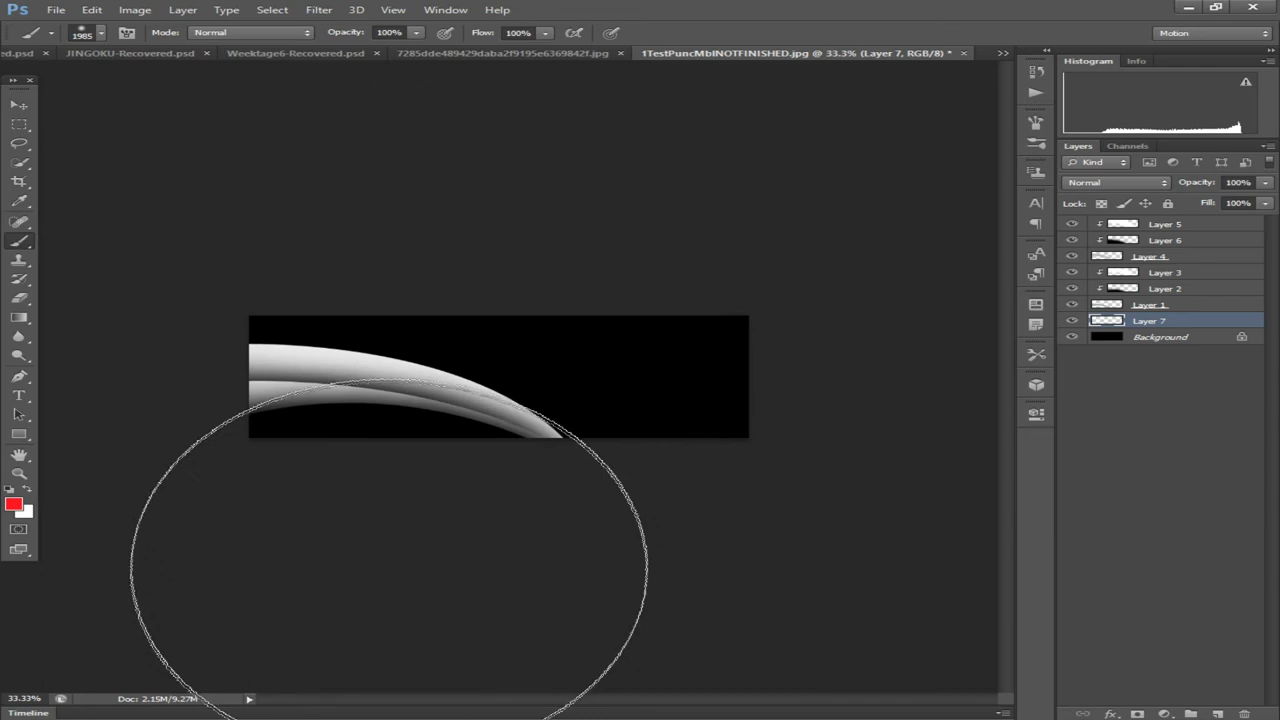 Ps File Edit Image Layer Type Select Filter 3D View Window Help
1985 Mode: Normal Opacity: 100% Flow: 100% Motion
ed.psd × JINGOKU-Recovered.psd × Weektage6-Recovered.psd × 7285dde489429daba2f9195e6369842f.jpg × 1TestPuncMblNOTFINISHED.jpg @ 33.3% (Layer 7, RGB/8) * ×
Histogram Info
Layers Channels
Kind
Normal Opacity: 100%
Lock: Fill: 100%
Layer 5
Layer 6
Layer 4
Layer 3
Layer 2
Layer 1
Layer 7
Background
33.33% Doc: 2.15M/9.27M
Timeline